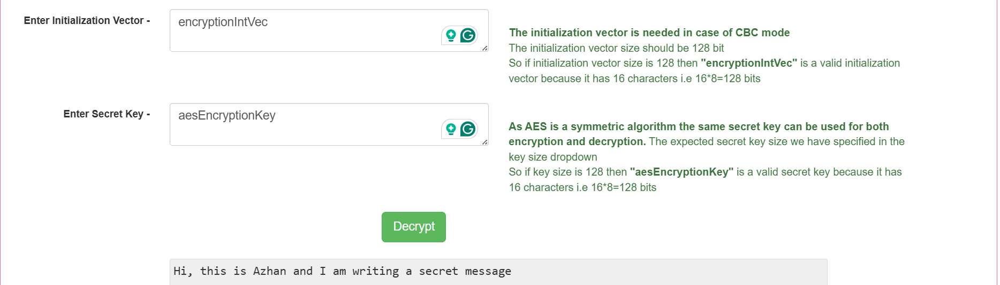 Enter Initialization Vector -
encryptionIntVec
The initialization vector is needed in case of CBC mode
The initialization vector size should be 128 bit
So if initialization vector size is 128 then "encryptionIntVec" is a valid initialization
vector because it has 16 characters i.e 16*8=128 bits
Enter Secret Key -
aesEncryptionKey
As AES is a symmetric algorithm the same secret key can be used for both
encryption and decryption. The expected secret key size we have specified in the
key size dropdown
So if key size is 128 then "aesEncryptionKey" is a valid secret key because it has
16 characters i.e 16*8=128 bits
Decrypt
Hi, this is Azhan and I am writing a secret message